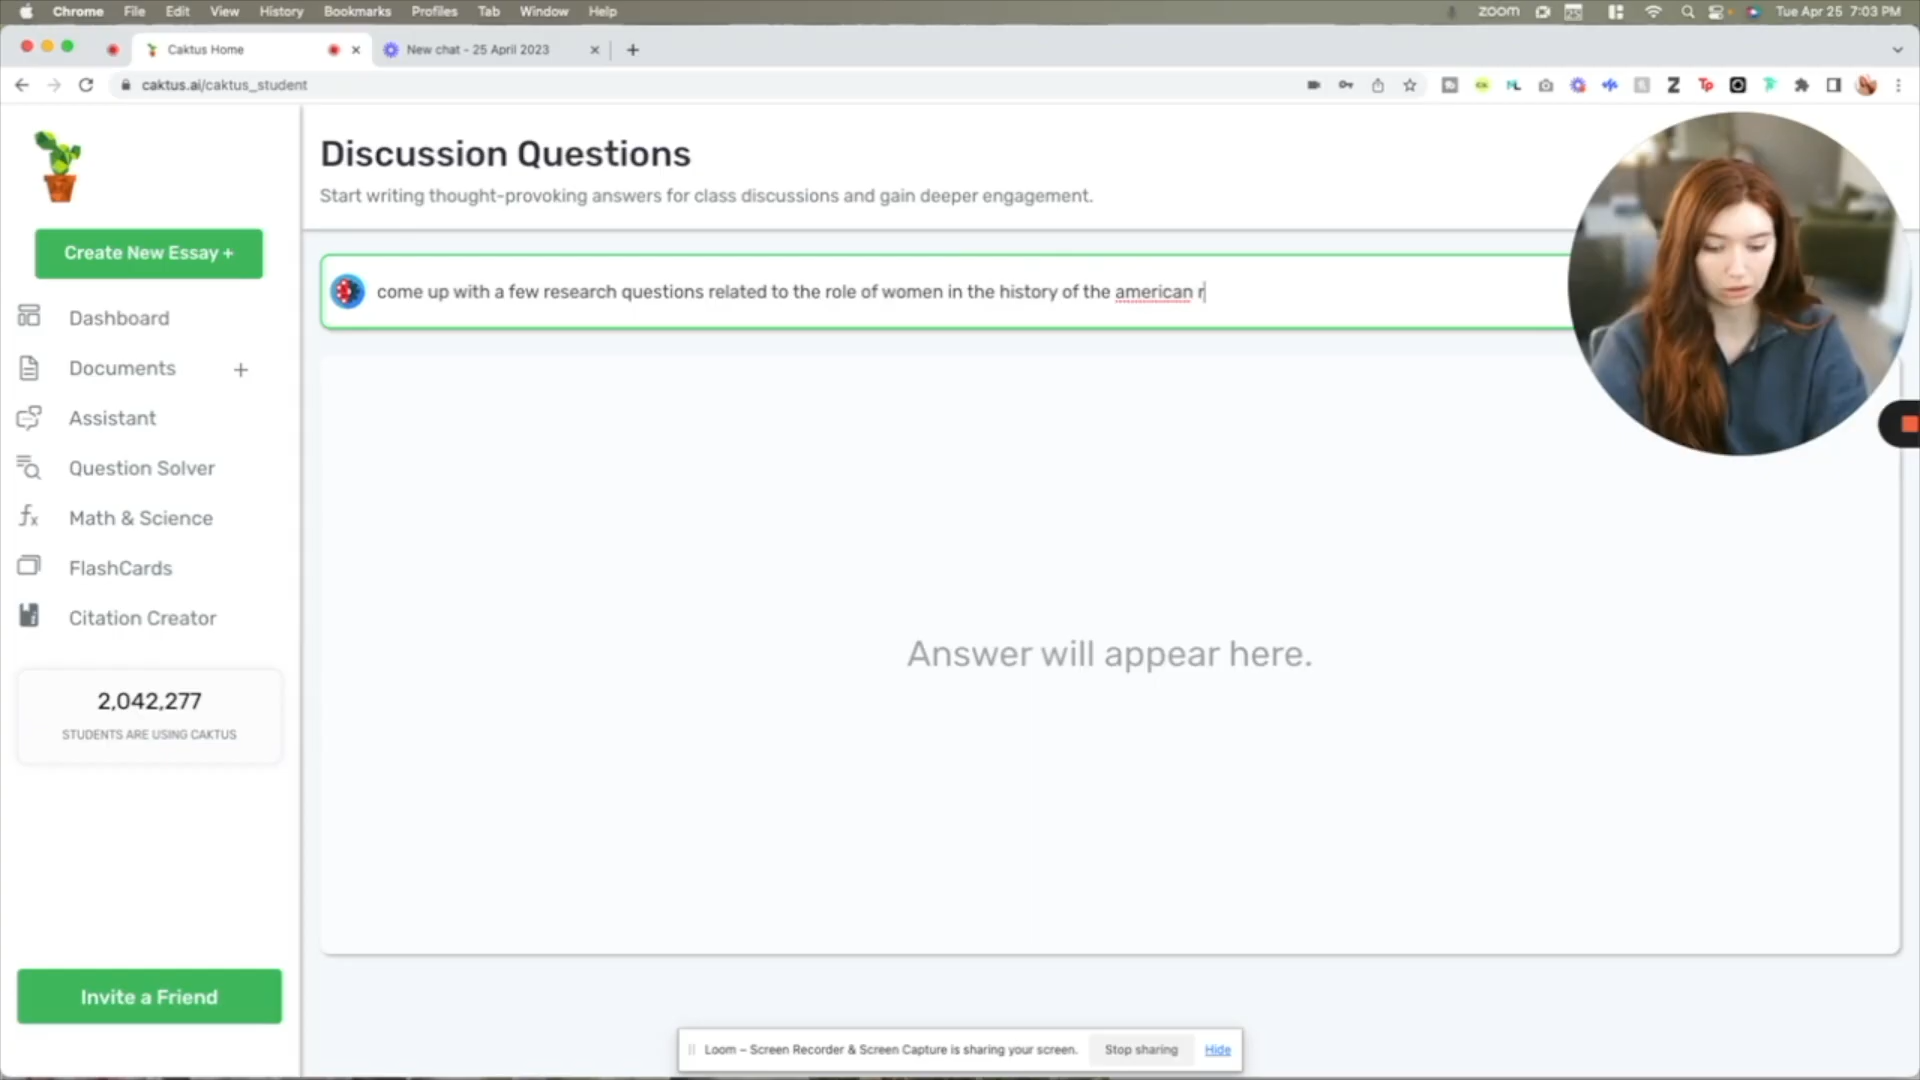 Chrome File Edit View History Bookmarks Profiles Tab Window Help zoom 25 Tue Apr 25 7:03 PM
Caktus Home New chat - 25 April 2023
caktus.ai/caktus_student
Discussion Questions
Start writing thought-provoking answers for class discussions and gain deeper engagement.
Create New Essay +
come up with a few research questions related to the role of women in the history of the american r
Dashboard
Documents +
Assistant
Question Solver
Math & Science
FlashCards
Citation Creator
Answer will appear here.
2,042,277
STUDENTS ARE USING CAKTUS
Invite a Friend
Loom – Screen Recorder & Screen Capture is sharing your screen. Stop sharing Hide